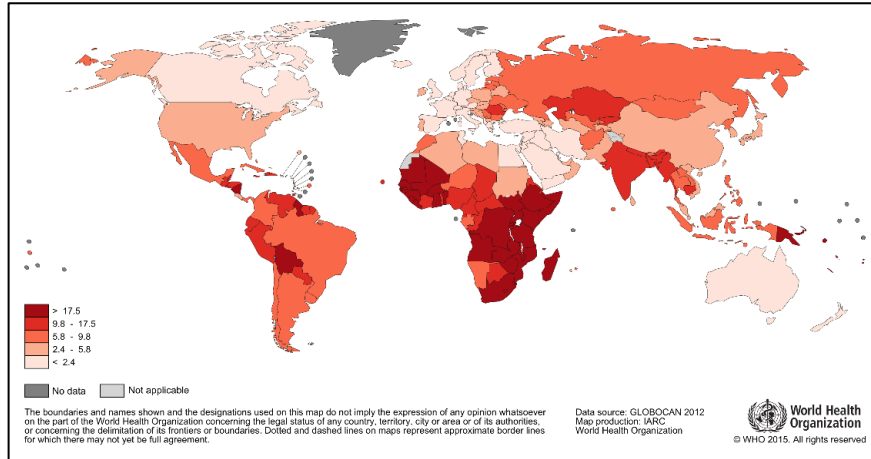 > 17.5
9.8 - 17.5
5.8 - 9.8
2.4 - 5.8
< 2.4
No data
Not applicable
The boundaries and names shown and the designations used on this map do not imply the expression of any opinion whatsoever
on the part of the World Health Organization concerning the legal status of any country, territory, city or area or of its authorities,
or concerning the delimitation of its frontiers or boundaries. Dotted and dashed lines on maps represent approximate border lines
for which there may not yet be full agreement.
Data source: GLOBOCAN 2012
Map production: IARC
World Health Organization
World Health
Organization
© WHO 2015. All rights reserved